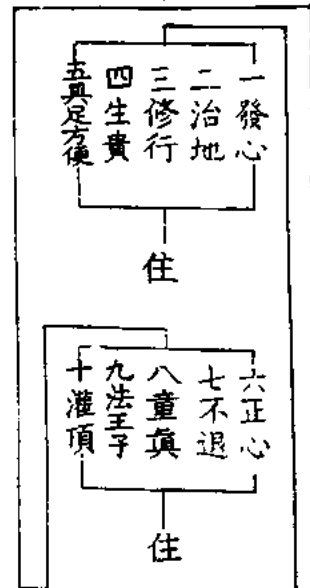 一發心
二治地
三修行
四生貴
五具足方便
住
六正心
七不退
八童眞
九法王子
十灌頂
住